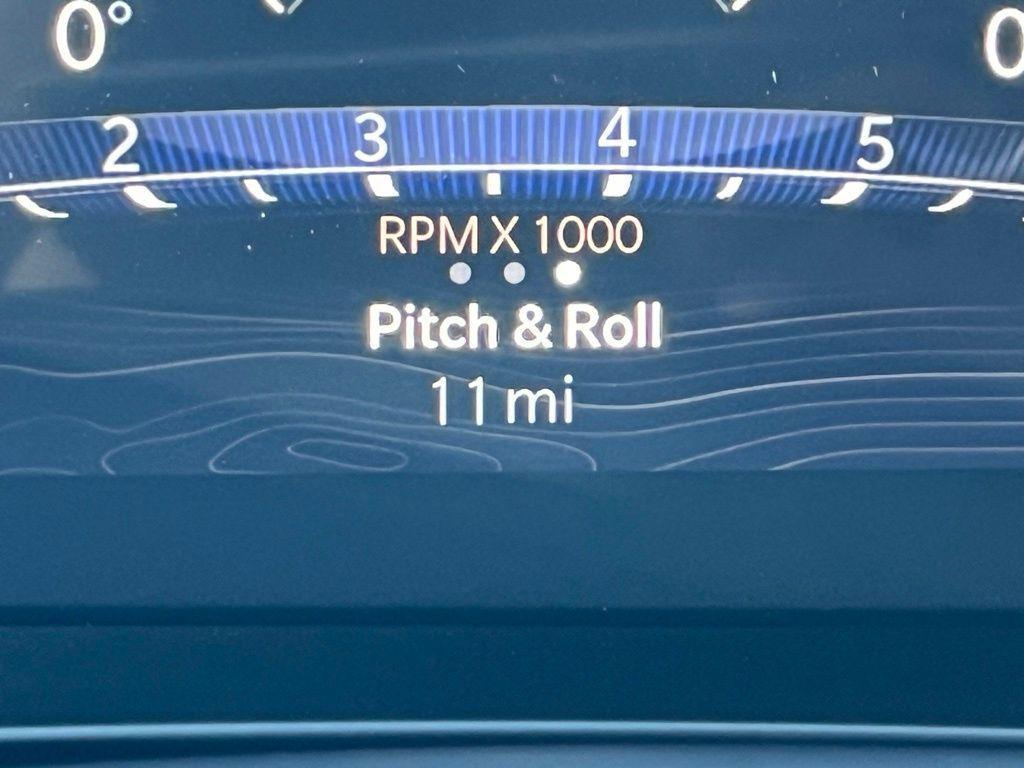 0° 0
2 3 4 5
RPM X 1000
Pitch & Roll
11 mi